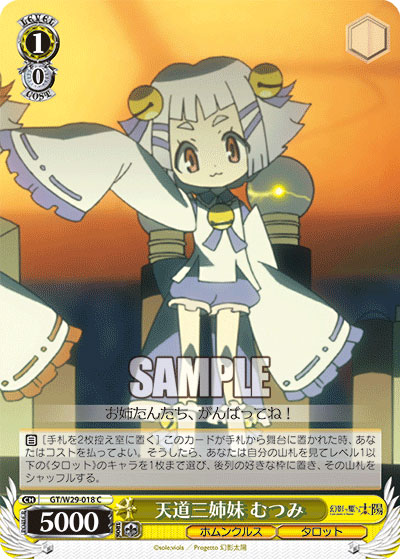 LEVEL
1
0
COST
SAMPLE
お姉たんたち、がんばってね!
自 [手札を2枚控え室に置く] このカードが手札から舞台に置かれた時、あな
たはコストを払ってよい。そうしたら、あなたは自分の山札を見てレベル1以
下の《タロット》のキャラを1枚まで選び、後列の好きな枠に置き、その山札を
シャッフルする。
CH GT/W29-018 C
天道三姉妹 むつみ
5000
ホムンクルス タロット
幻影ヲ駆ケル太陽
©sole;viola / Progetto 幻影太陽